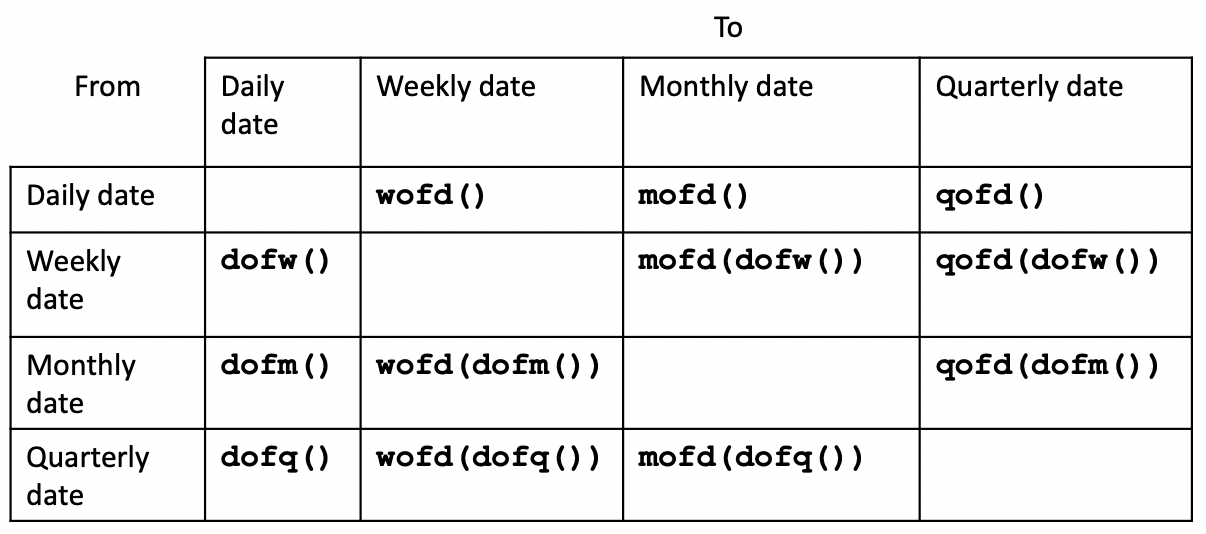 To
From Daily Weekly date Monthly date Quarterly date
date
Daily date wofd() mofd() qofd()
Weekly dofw() mofd(dofw()) qofd(dofw())
date
Monthly dofm() wofd(dofm()) qofd(dofm())
date
Quarterly dofq() wofd(dofq()) mofd(dofq())
date